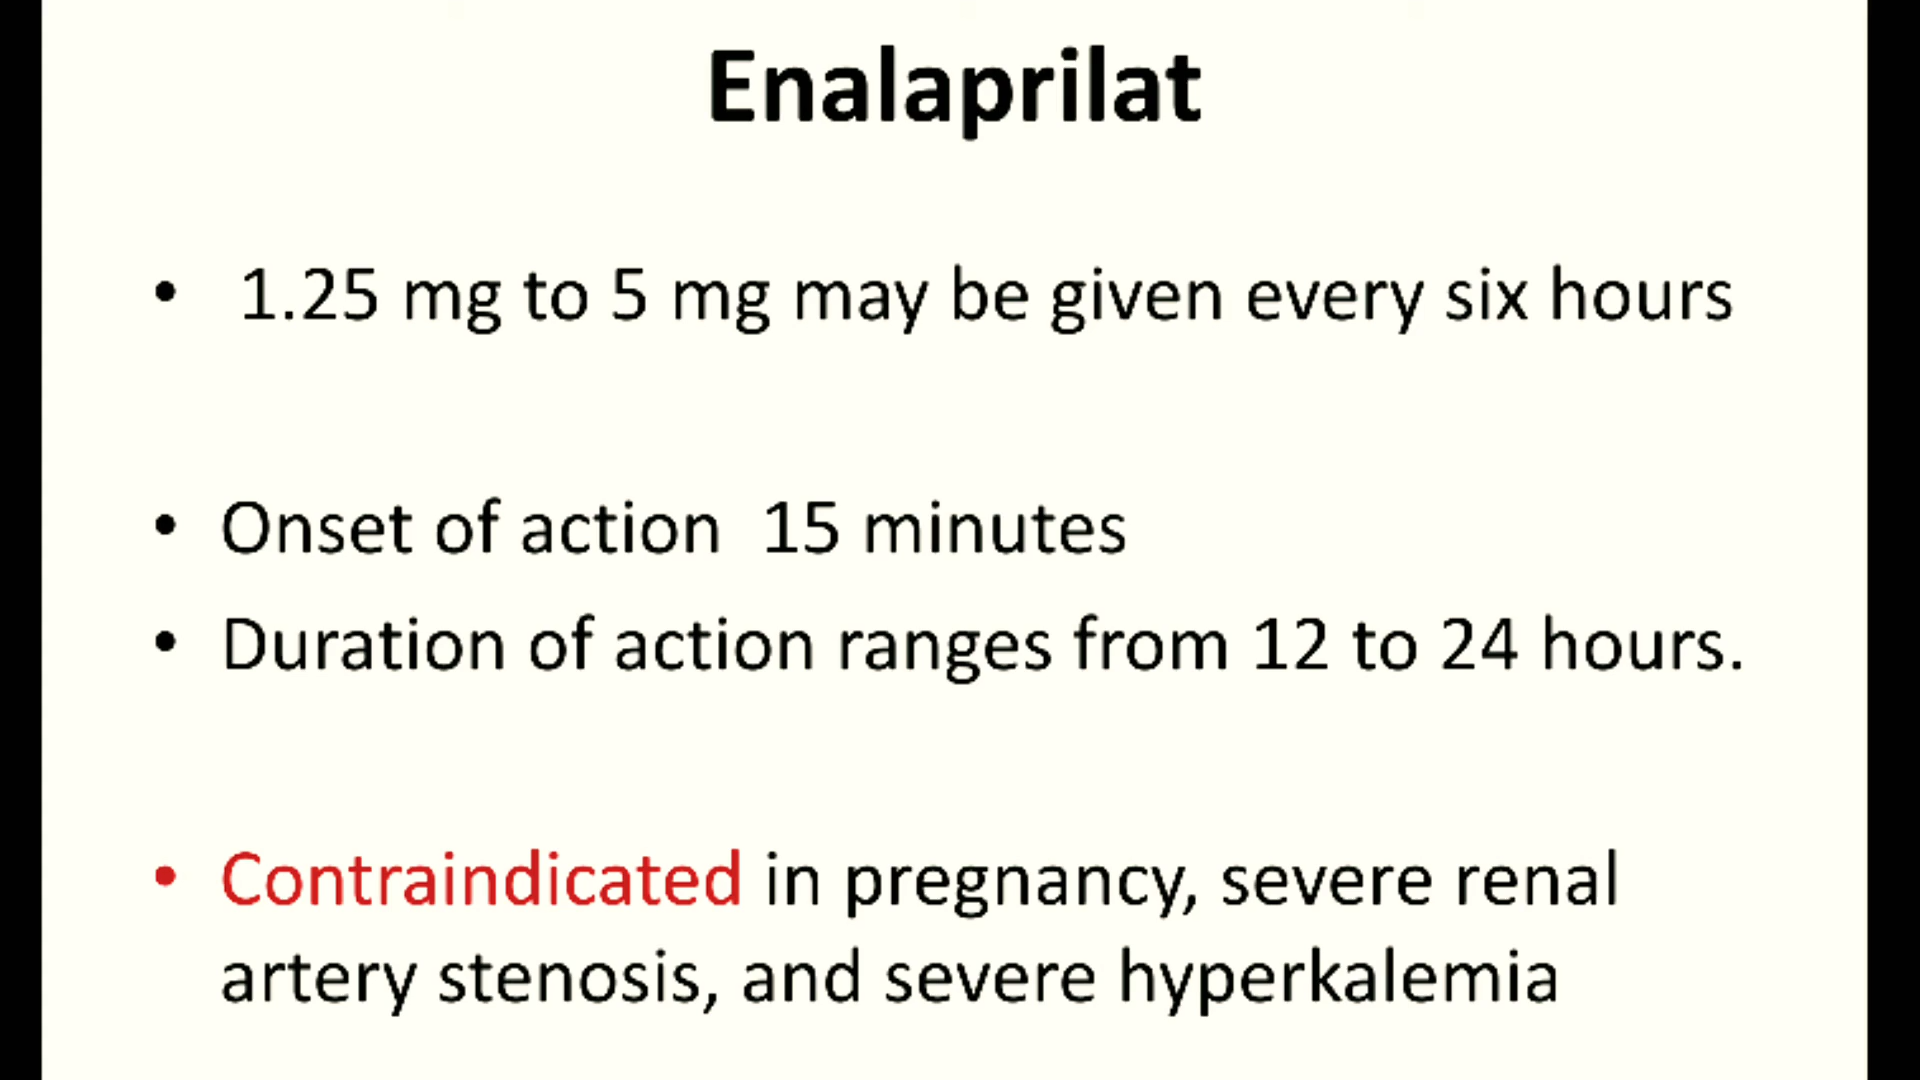 Enalaprilat
• 1.25 mg to 5 mg may be given every six hours
• Onset of action 15 minutes
• Duration of action ranges from 12 to 24 hours.
• Contraindicated in pregnancy, severe renal
artery stenosis, and severe hyperkalemia